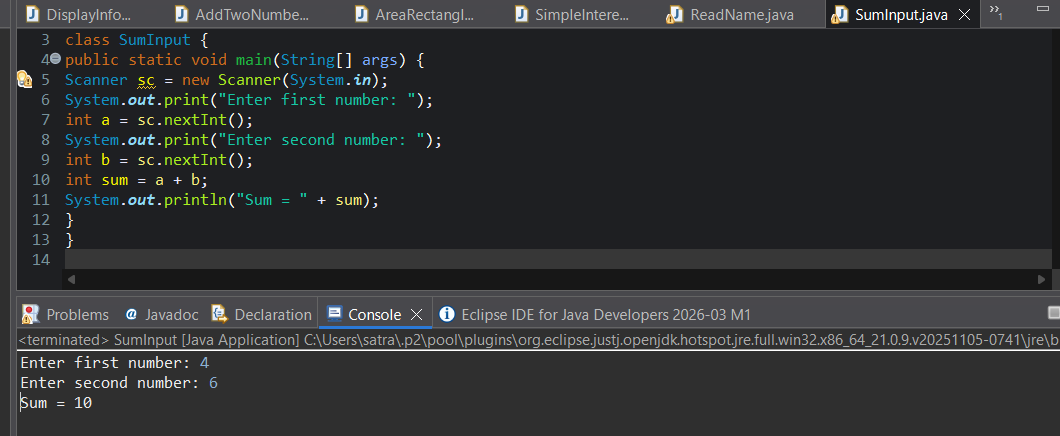 DisplayInfo... AddTwoNumbe... AreaRectangl... SimpleIntere... ReadName.java SumInput.java »1
3 class SumInput {
4 public static void main(String[] args) {
5 Scanner sc = new Scanner(System.in);
6 System.out.print("Enter first number: ");
7 int a = sc.nextInt();
8 System.out.print("Enter second number: ");
9 int b = sc.nextInt();
10 int sum = a + b;
11 System.out.println("Sum = " + sum);
12 }
13 }
14
Problems @ Javadoc Declaration Console Eclipse IDE for Java Developers 2026-03 M1
<terminated> SumInput [Java Application] C:\Users\satra\.p2\pool\plugins\org.eclipse.justj.openjdk.hotspot.jre.full.win32.x86_64_21.0.9.v20251105-0741\jre\b
Enter first number: 4
Enter second number: 6
Sum = 10